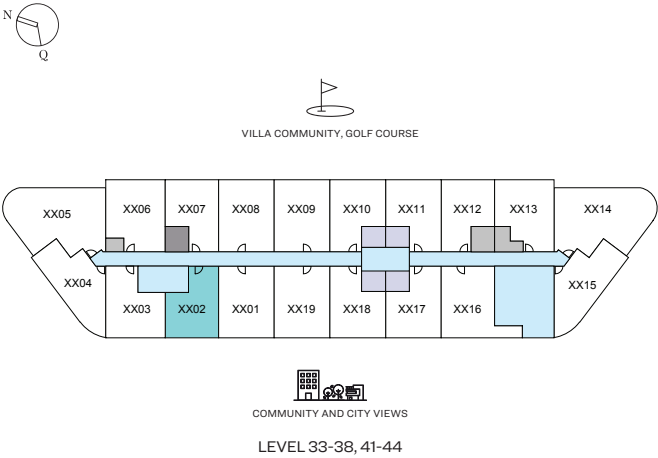 N
Q
VILLA COMMUNITY, GOLF COURSE
XX05 XX06 XX07 XX08 XX09 XX10 XX11 XX12 XX13 XX14
XX04 XX03 XX02 XX01 XX19 XX18 XX17 XX16 XX15
COMMUNITY AND CITY VIEWS
LEVEL 33-38, 41-44